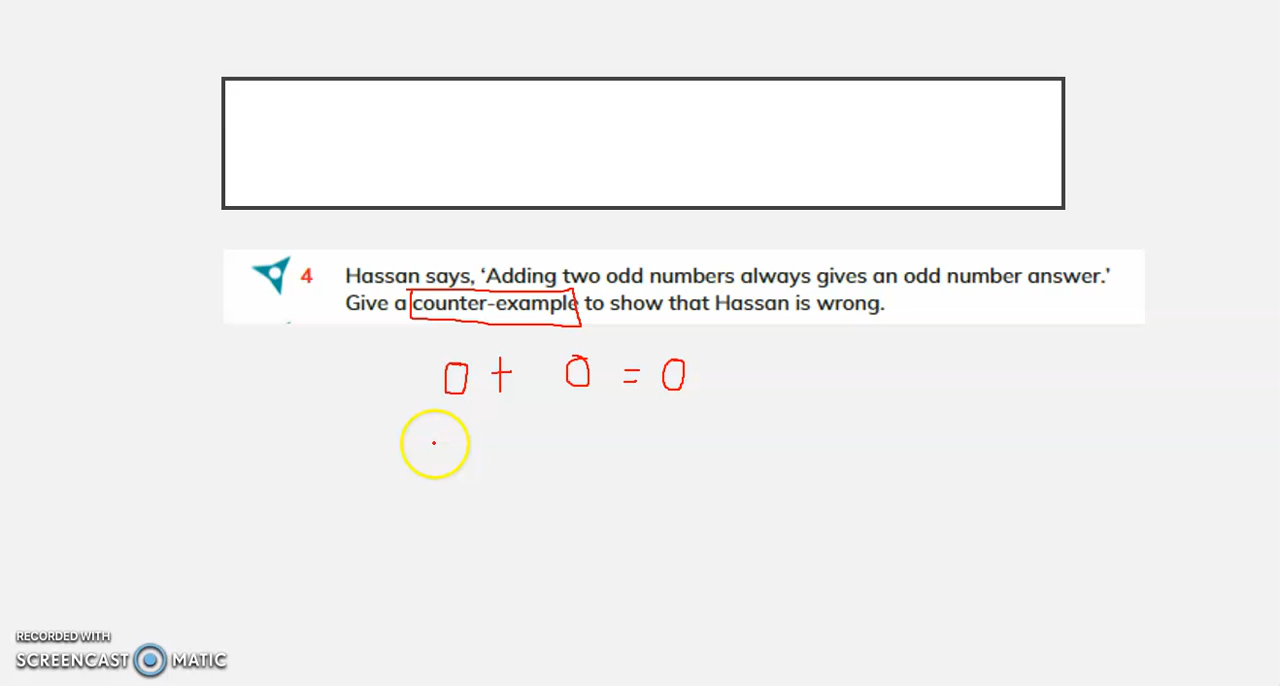 4 Hassan says, ‘Adding two odd numbers always gives an odd number answer.’
Give a counter-example to show that Hassan is wrong.
O + O = O
RECORDED WITH
SCREENCAST MATIC